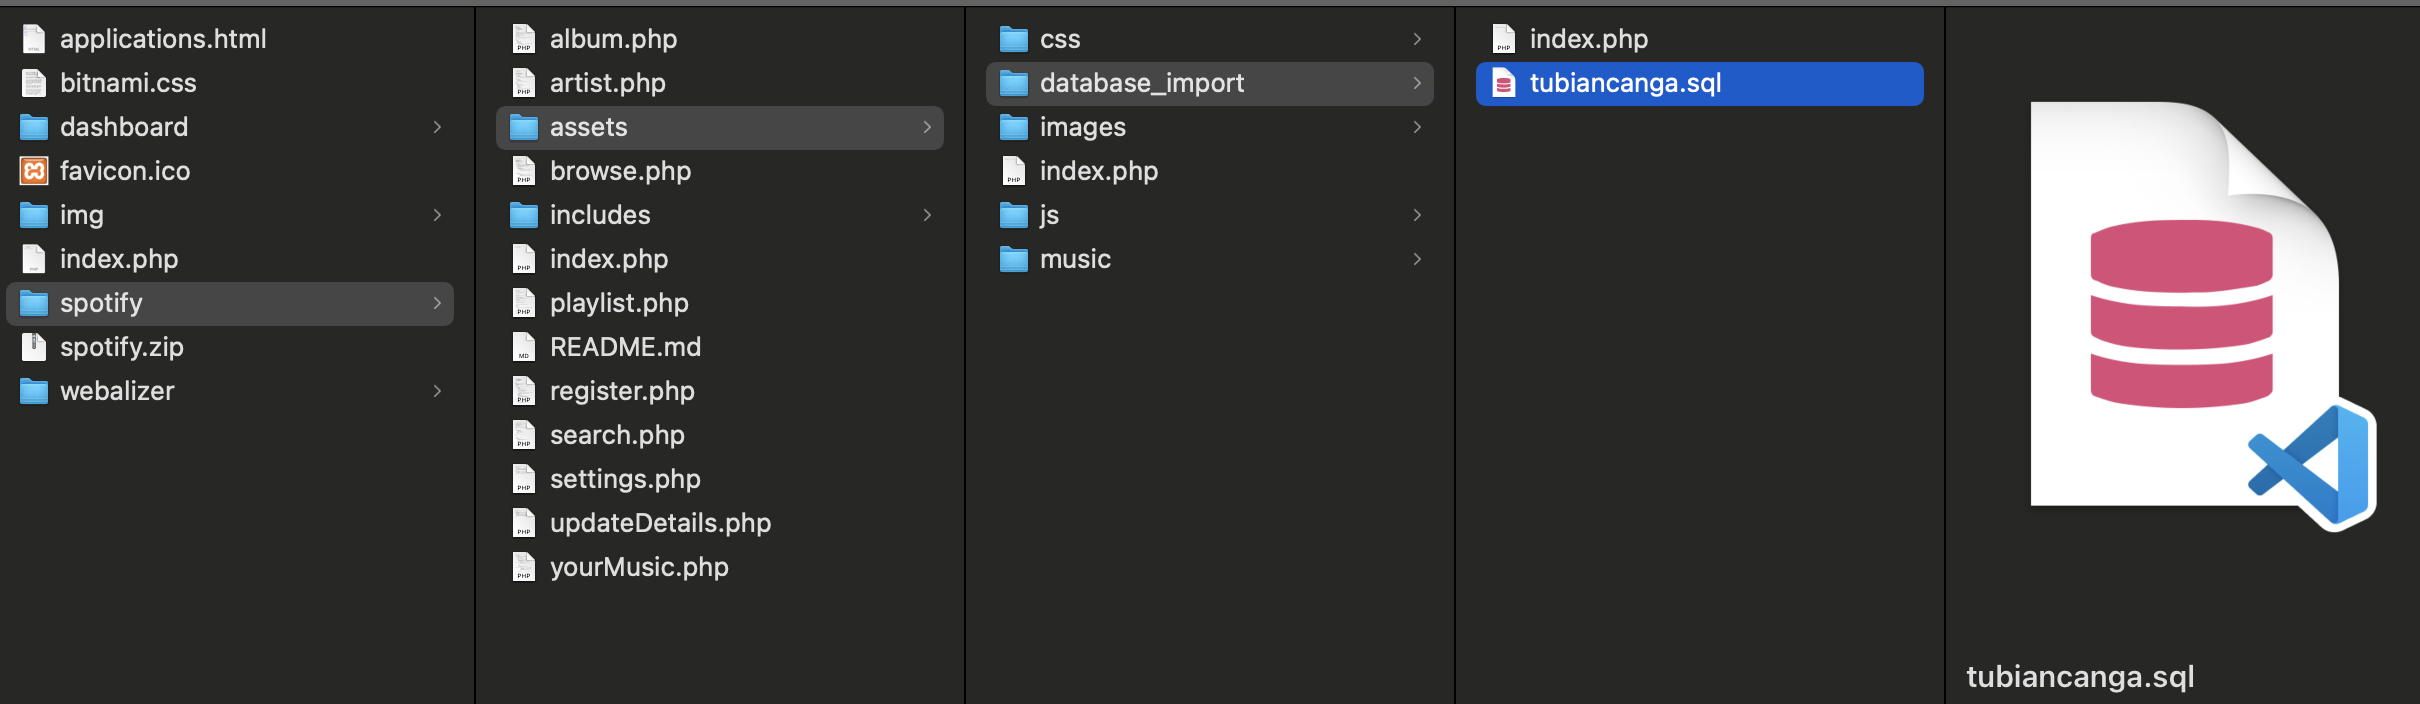 applications.html
bitnami.css
dashboard
favicon.ico
img
index.php
spotify
spotify.zip
webalizer
album.php
artist.php
assets
browse.php
includes
index.php
playlist.php
README.md
register.php
search.php
settings.php
updateDetails.php
yourMusic.php
css
database_import
images
index.php
js
music
index.php
tubiancanga.sql
tubiancanga.sql